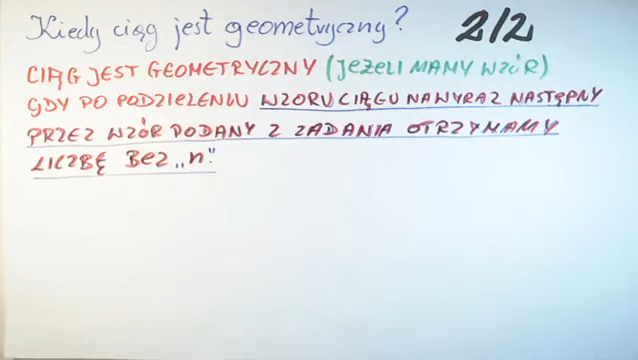 Kiedy ciąg jest geometryczny? 2/2
CIĄG JEST GEOMETRYCZNY (JEŻELI MAMY WZÓR)
GDY PO PODZIELENIU WZORU CIĄGU NA WYRAZ NASTĘPNY
PRZEZ WZÓR PODANY Z ZADANIA OTRZYMAMY
LICZBĘ BEZ „n”.